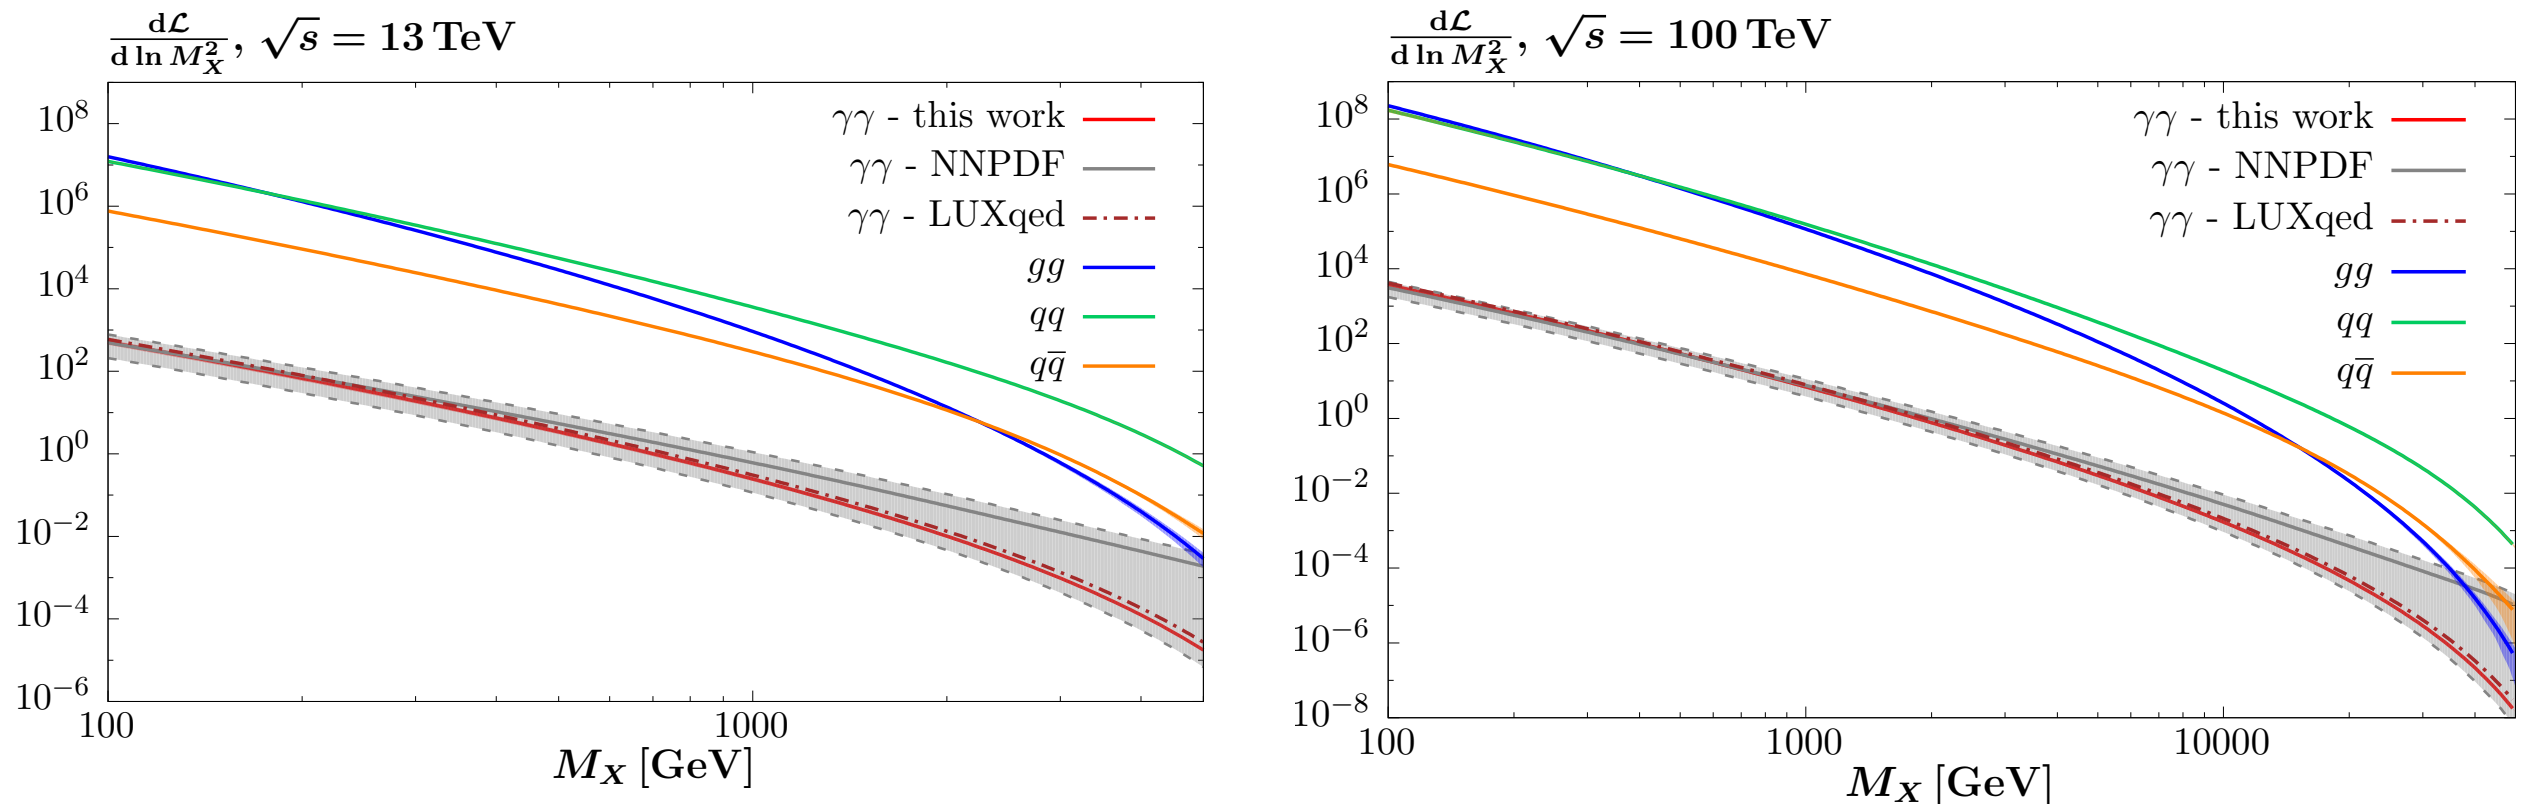 dℒ/d ln M_X^2, √s = 13 TeV
10^8
10^6
10^4
10^2
10^0
10^−2
10^−4
10^−6
γγ - this work
γγ - NNPDF
γγ - LUXqed
gg
qq
qq̅
100
1000
M_X [GeV]
dℒ/d ln M_X^2, √s = 100 TeV
10^8
10^6
10^4
10^2
10^0
10^−2
10^−4
10^−6
10^−8
γγ - this work
γγ - NNPDF
γγ - LUXqed
gg
qq
qq̅
100
1000
10000
M_X [GeV]